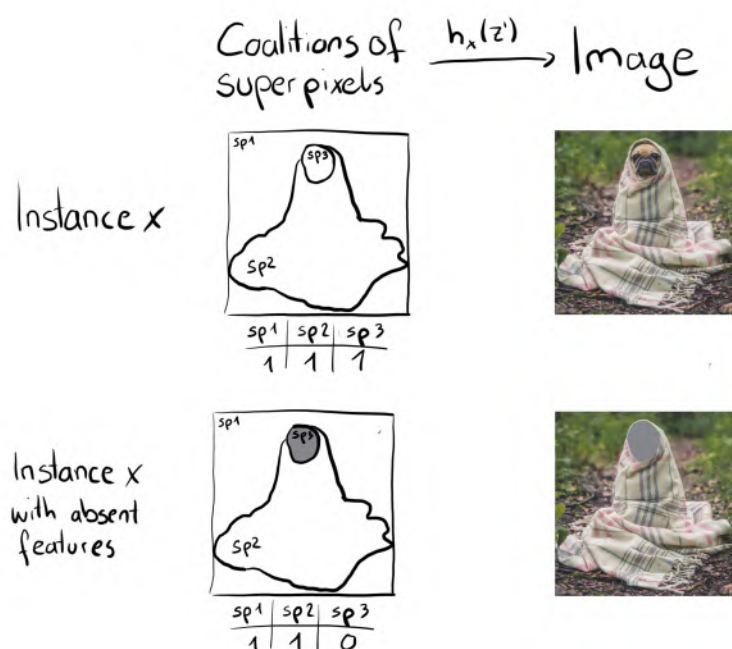 Coalitions of
super pixels
hₓ(z')
Image
Instance x
sp1
sp3
sp2
sp1 sp2 sp3
1 1 1
Instance x
with absent
features
sp1
sp3
sp2
sp1 sp2 sp3
1 1 0